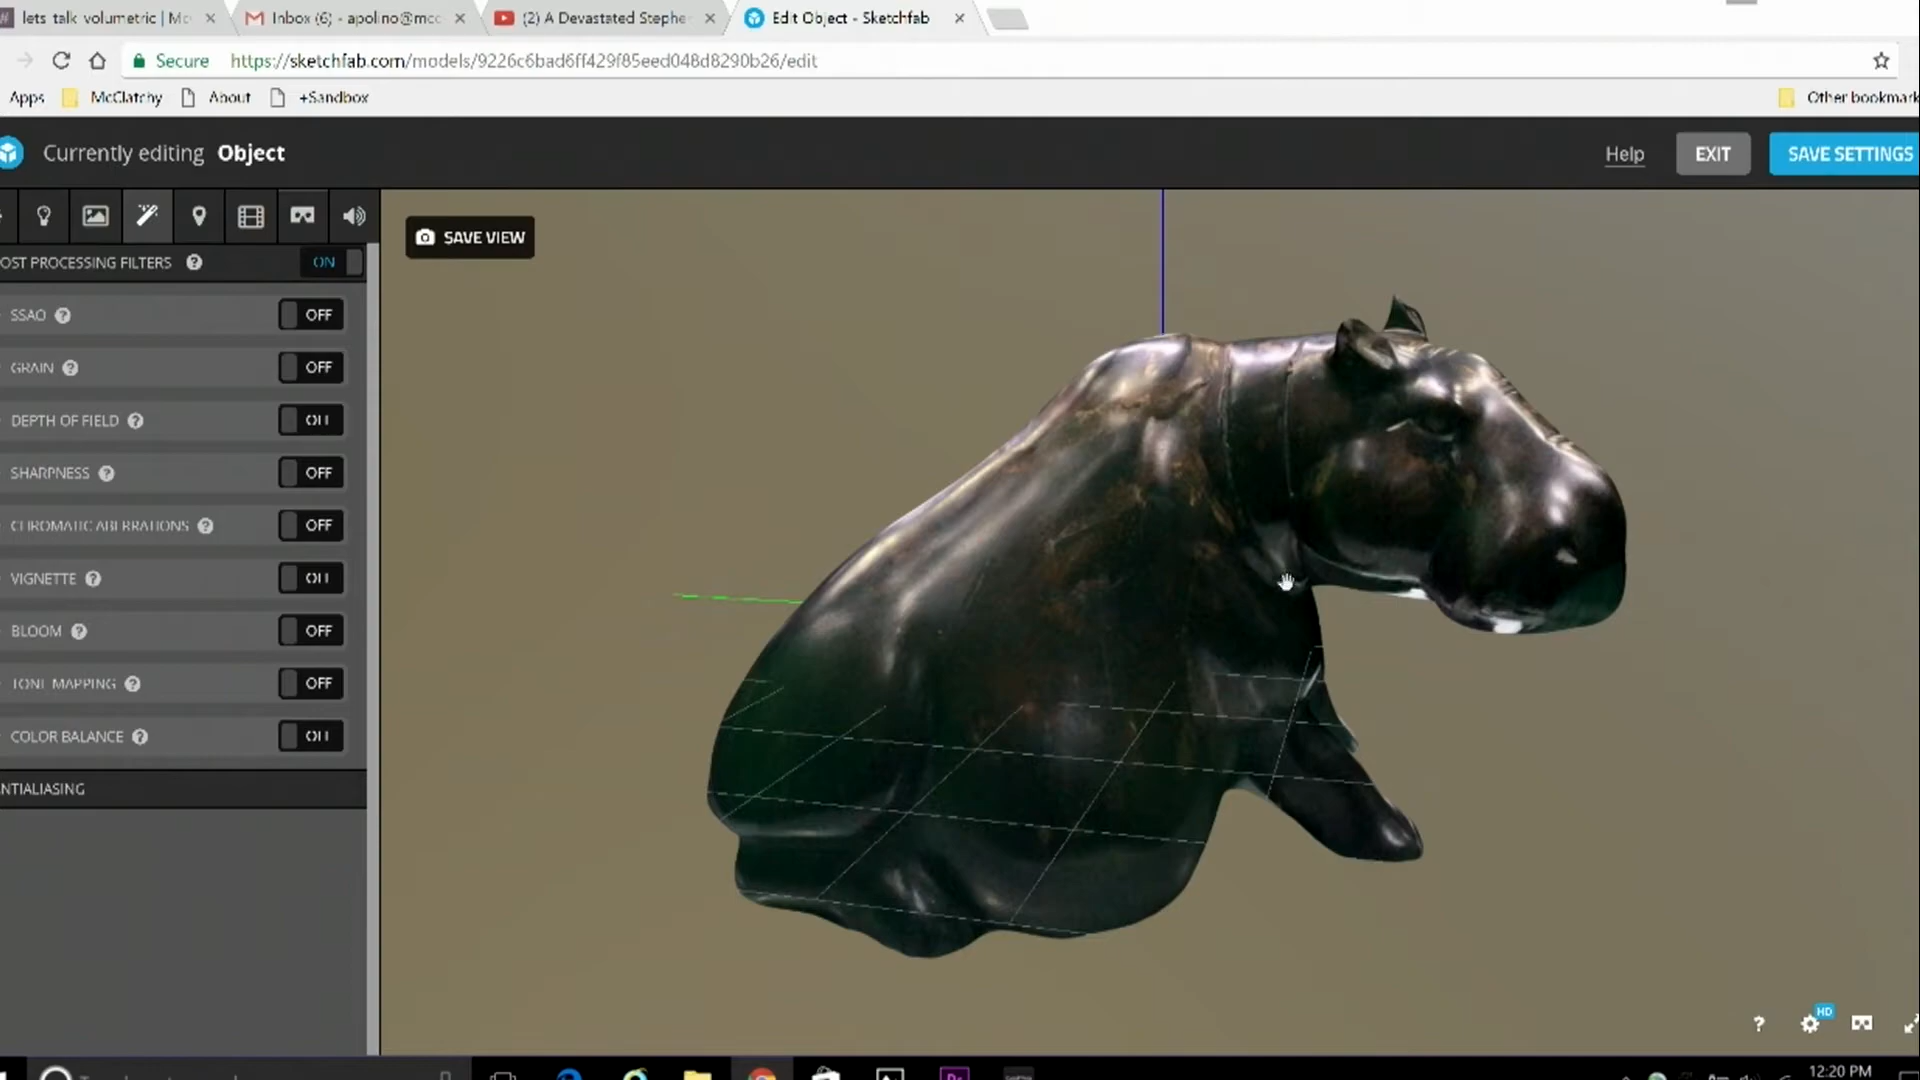 lets talk volumetric | Mc
Inbox (6) - apolino@mcc
(2) A Devastated Stephe
Edit Object - Sketchfab
Secure https://sketchfab.com/models/9226c6bad6ff429f85eed048d8290b26/edit
Apps McClatchy About +Sandbox Other bookmark
Currently editing Object
Help EXIT SAVE SETTINGS
SAVE VIEW
OST PROCESSING FILTERS ? ON
SSAO ? OFF
GRAIN ? OFF
DEPTH OF FIELD ? OFF
SHARPNESS ? OFF
CHROMATIC ABERRATIONS ? OFF
VIGNETTE ? OFF
BLOOM ? OFF
TONE MAPPING ? OFF
COLOR BALANCE ? OFF
NTIALIASING
? HD
12:20 PM